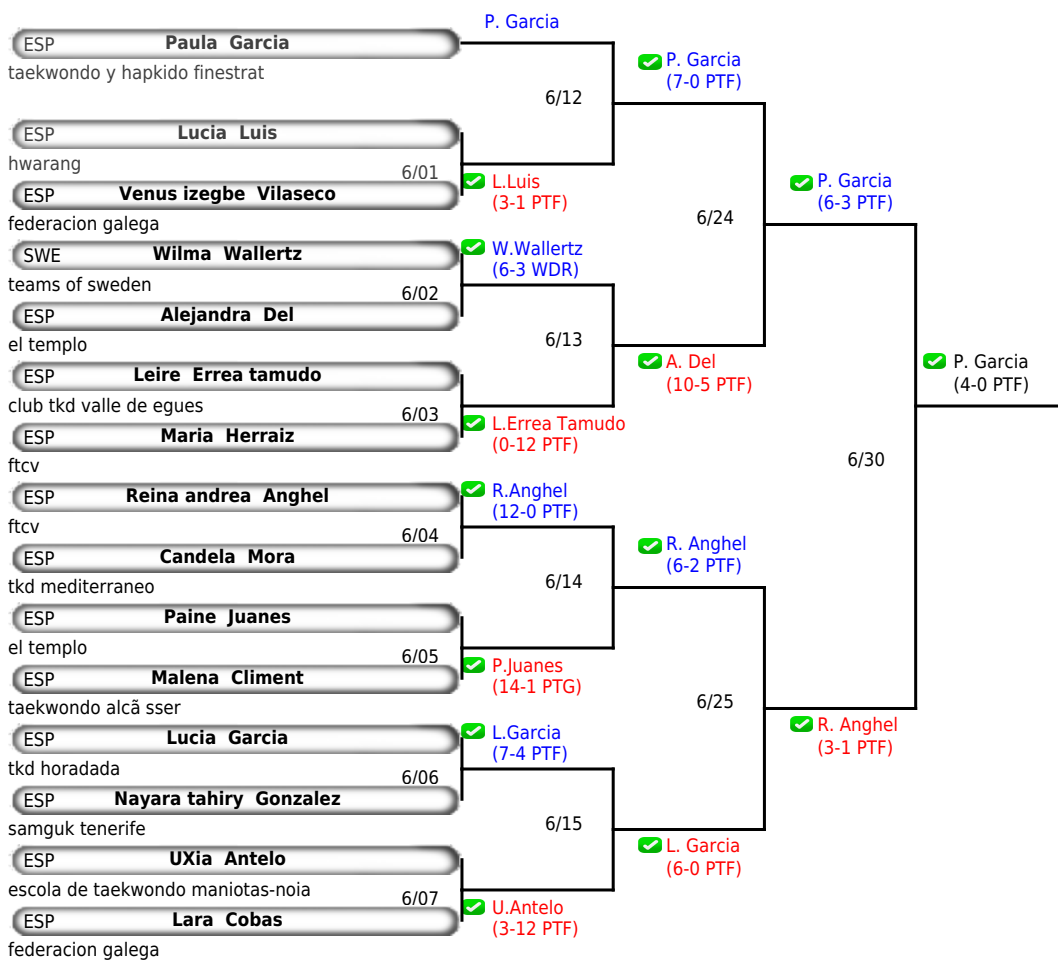 P. Garcia
ESP Paula Garcia
taekwondo y hapkido finestrat
P. Garcia
(7-0 PTF)
6/12
ESP Lucia Luis
hwarang
6/01
L.Luis
(3-1 PTF)
ESP Venus izegbe Vilaseco
federacion galega
P. Garcia
(6-3 PTF)
6/24
SWE Wilma Wallertz
teams of sweden
W.Wallertz
(6-3 WDR)
6/02
ESP Alejandra Del
el templo
6/13
A. Del
(10-5 PTF)
ESP Leire Errea tamudo
club tkd valle de egues
6/03
L.Errea Tamudo
(0-12 PTF)
ESP Maria Herraiz
ftcv
P. Garcia
(4-0 PTF)
6/30
ESP Reina andrea Anghel
ftcv
R.Anghel
(12-0 PTF)
6/04
ESP Candela Mora
tkd mediterraneo
R. Anghel
(6-2 PTF)
6/14
ESP Paine Juanes
el templo
6/05
P.Juanes
(14-1 PTG)
ESP Malena Climent
taekwondo alcã sser
6/25
R. Anghel
(3-1 PTF)
ESP Lucia Garcia
tkd horadada
L.Garcia
(7-4 PTF)
6/06
ESP Nayara tahiry Gonzalez
samguk tenerife
6/15
L. Garcia
(6-0 PTF)
ESP UXia Antelo
escola de taekwondo maniotas-noia
6/07
U.Antelo
(3-12 PTF)
ESP Lara Cobas
federacion galega